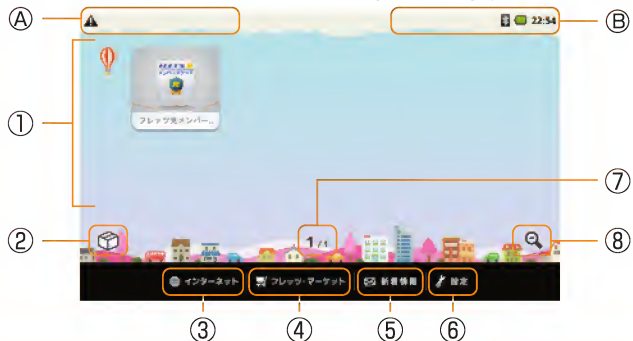 Ⓐ
Ⓑ
22:54
①
フレッツ光メンバー..
⑦
②
1/1
⑧
インターネット
フレッツ・マーケット
新着情報
設定
③
④
⑤
⑥